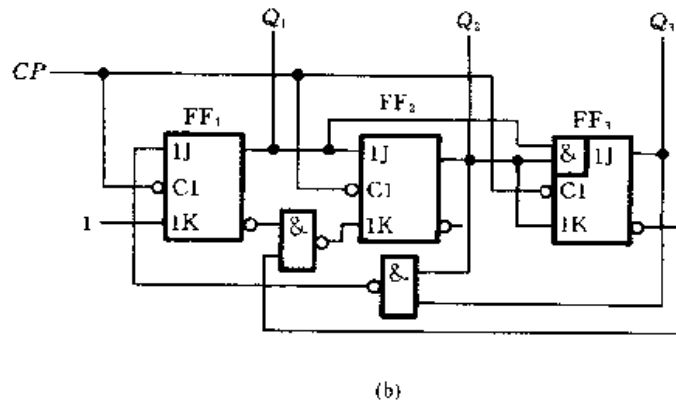 Q₁ Q₂ Q₃
CP
FF₁ FF₂ FF₃
1J 1J & 1J
C1 C1 C1
1 1K & 1K 1K
&
(b)